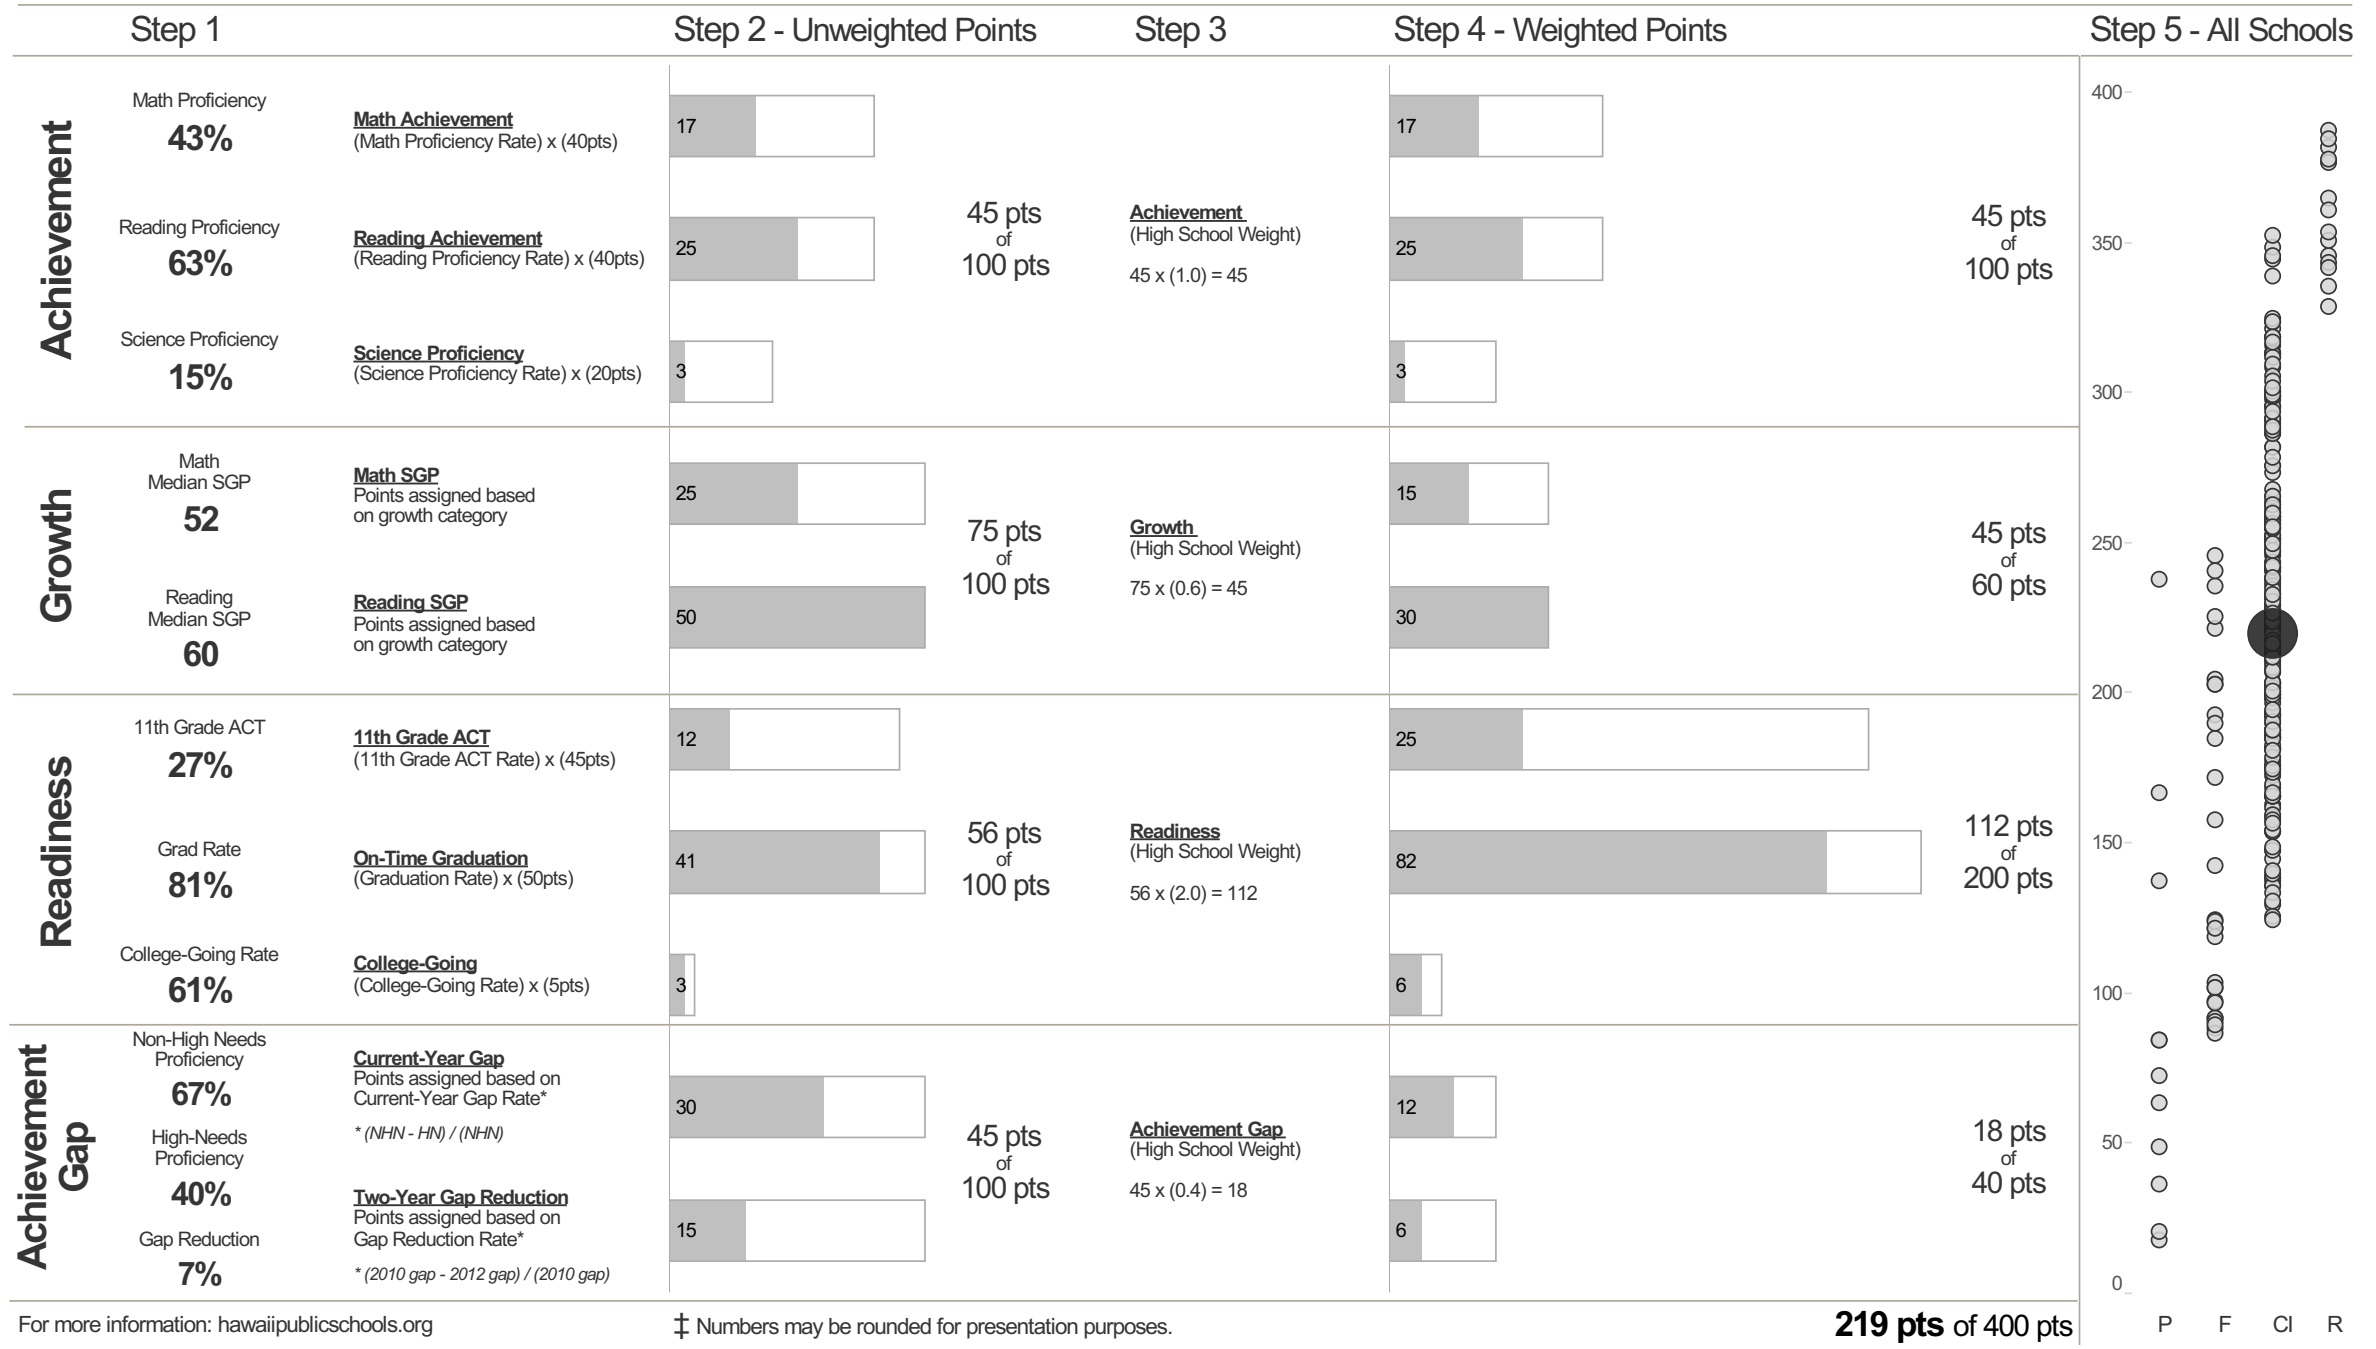 Step 1
Step 2 - Unweighted Points
Step 3
Step 4 - Weighted Points
Step 5 - All Schools
Achievement
Math Proficiency
43%
Math Achievement
(Math Proficiency Rate) x (40pts)
17
17
Reading Proficiency
63%
Reading Achievement
(Reading Proficiency Rate) x (40pts)
25
45 pts
of
100 pts
Achievement
(High School Weight)
45 x (1.0) = 45
25
45 pts
of
100 pts
Science Proficiency
15%
Science Proficiency
(Science Proficiency Rate) x (20pts)
3
3
Growth
Math
Median SGP
52
Math SGP
Points assigned based
on growth category
25
75 pts
of
100 pts
Growth
(High School Weight)
75 x (0.6) = 45
15
45 pts
of
60 pts
Reading
Median SGP
60
Reading SGP
Points assigned based
on growth category
50
30
Readiness
11th Grade ACT
27%
11th Grade ACT
(11th Grade ACT Rate) x (45pts)
12
25
Grad Rate
81%
On-Time Graduation
(Graduation Rate) x (50pts)
41
56 pts
of
100 pts
Readiness
(High School Weight)
56 x (2.0) = 112
82
112 pts
of
200 pts
College-Going Rate
61%
College-Going
(College-Going Rate) x (5pts)
3
6
Achievement
Gap
Non-High Needs
Proficiency
67%
High-Needs
Proficiency
40%
Gap Reduction
7%
Current-Year Gap
Points assigned based on
Current-Year Gap Rate*
* (NHN - HN) / (NHN)
Two-Year Gap Reduction
Points assigned based on
Gap Reduction Rate*
* (2010 gap - 2012 gap) / (2010 gap)
30
15
45 pts
of
100 pts
Achievement Gap
(High School Weight)
45 x (0.4) = 18
12
6
18 pts
of
40 pts
400
350
300
250
200
150
100
50
0
P
F
CI
R
For more information: hawaiipublicschools.org
‡ Numbers may be rounded for presentation purposes.
219 pts of 400 pts